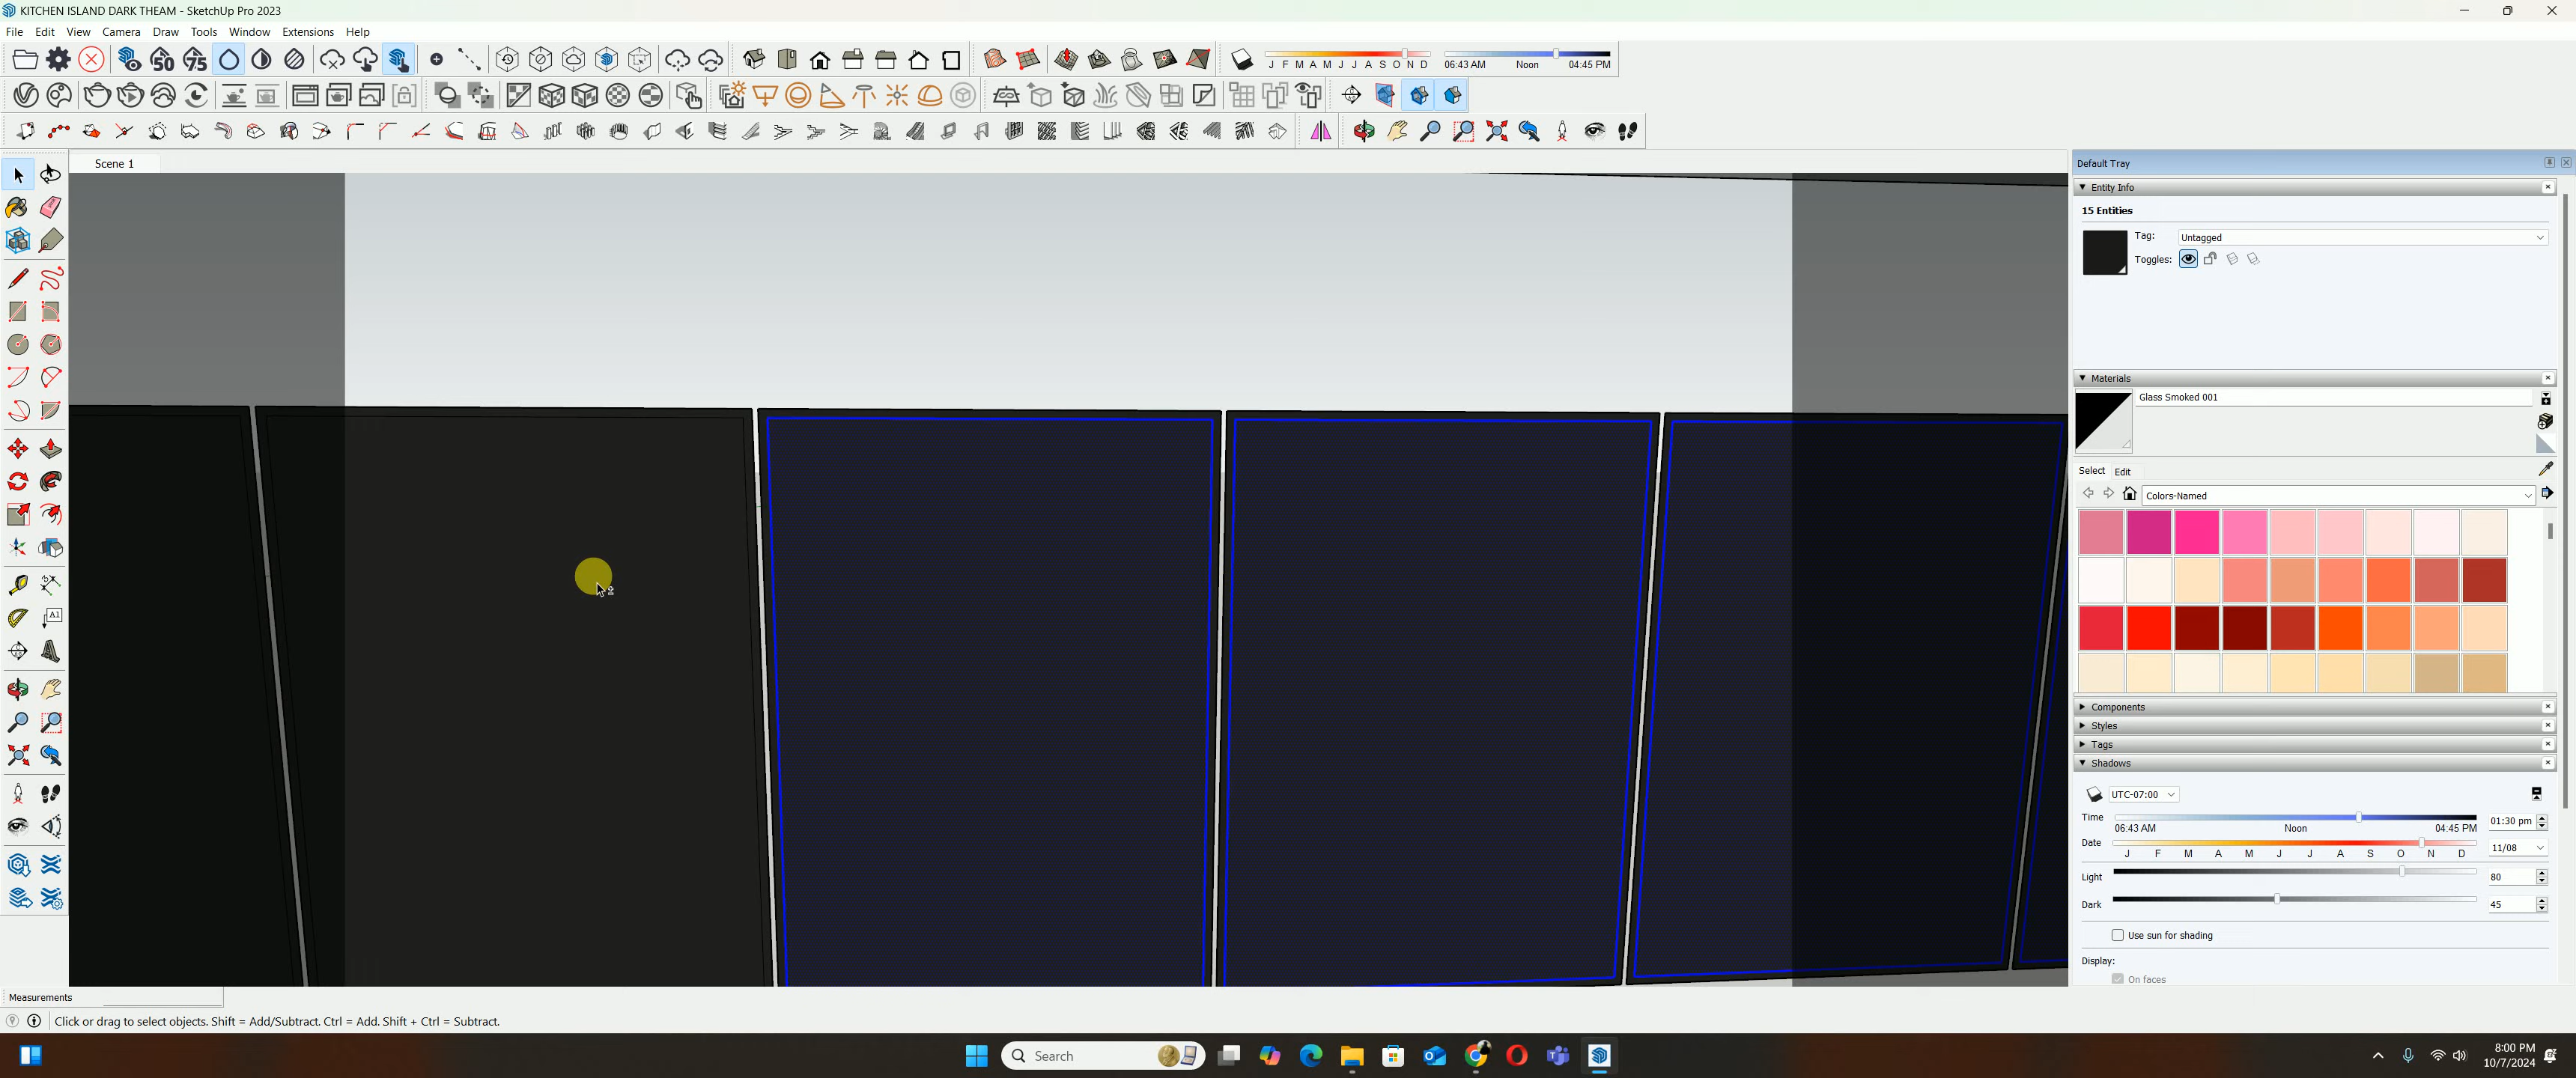 KITCHEN ISLAND DARK THEAM - SketchUp Pro 2023
File Edit View Camera Draw Tools Window Extensions Help
50 75
J F M A M J J A S O N D 06:43 AM Noon 04:45 PM
Scene 1
Default Tray
Entity Info
15 Entities
Tag: Untagged
Toggles:
Materials
Glass Smoked 001
Select Edit
Colors-Named
A1
Components
Styles
Tags
Shadows
UTC-07:00
Time 06:43 AM Noon 04:45 PM 01:30 pm
Date J F M A M J J A S O N D 11/08
Light 80
Dark 45
Use sun for shading
Display:
On faces
Measurements
Click or drag to select objects. Shift = Add/Subtract. Ctrl = Add. Shift + Ctrl = Subtract.
Search
8:00 PM
10/7/2024